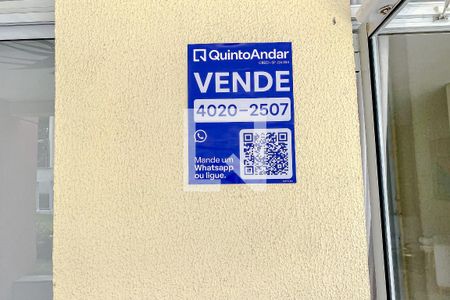 QuintoAndar
VENDE
4020-2507
Mande um
Whatsapp
ou ligue.